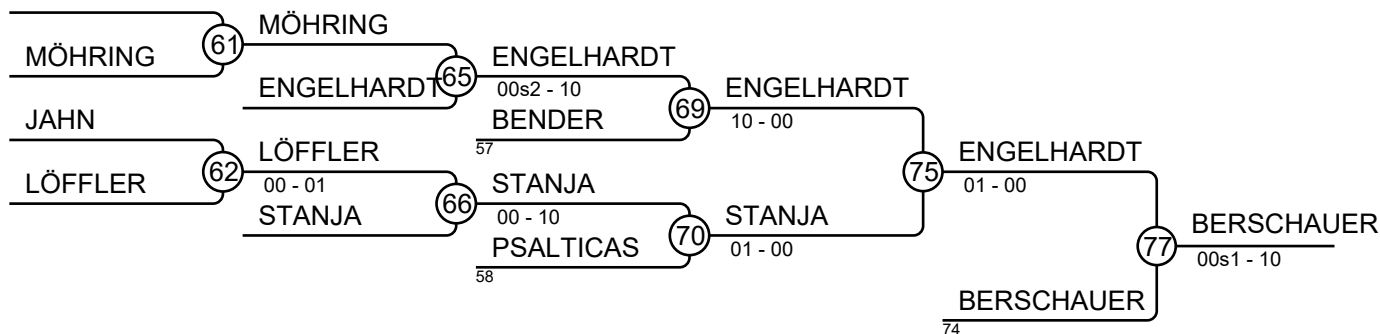 61
MÖHRING
MÖHRING
65
ENGELHARDT
ENGELHARDT
00s2 - 10
69
ENGELHARDT
10 - 00
BENDER
57
JAHN
62
LÖFFLER
00 - 01
LÖFFLER
66
STANJA
00 - 10
STANJA
70
STANJA
01 - 00
PSALTICAS
58
75
ENGELHARDT
01 - 00
77
BERSCHAUER
00s1 - 10
BERSCHAUER
74